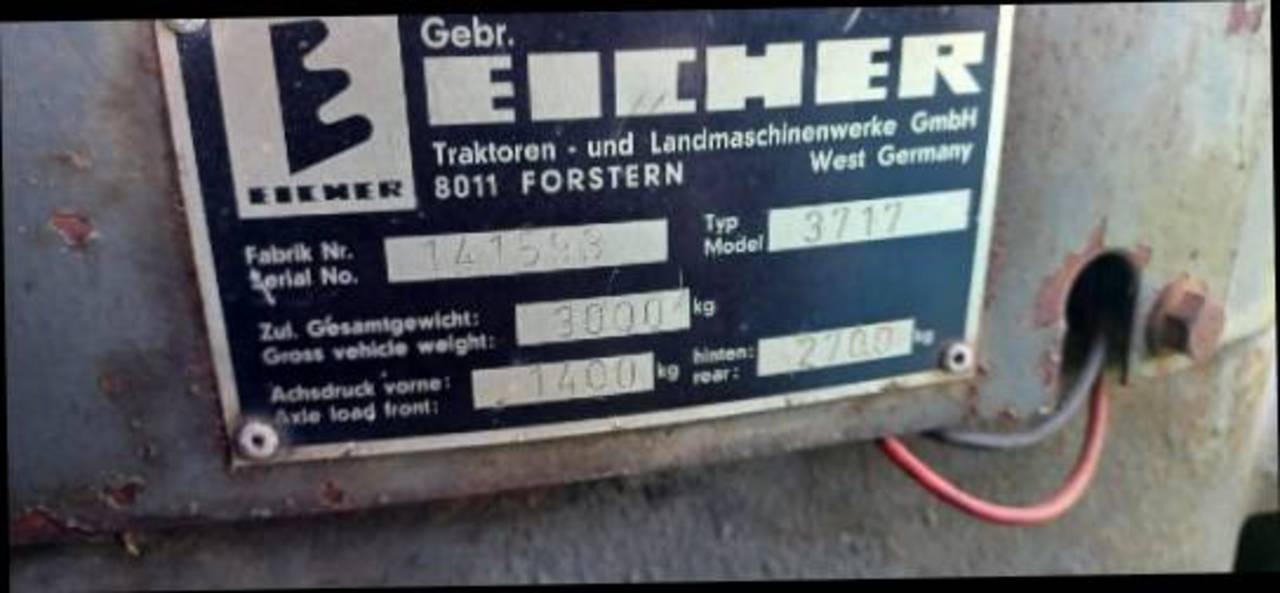 Gebr.
EICHER
EICHER
Traktoren - und Landmaschinenwerke GmbH
8011 FORSTERN West Germany
Fabrik Nr. 
Serial No. 141543
Typ
Model 3717
Zul. Gesamtgewicht:
Gross vehicle weight: 3000 kg
Achsdruck vorne:
Axle load front: 1400 kg
hinten:
rear: 2700 kg